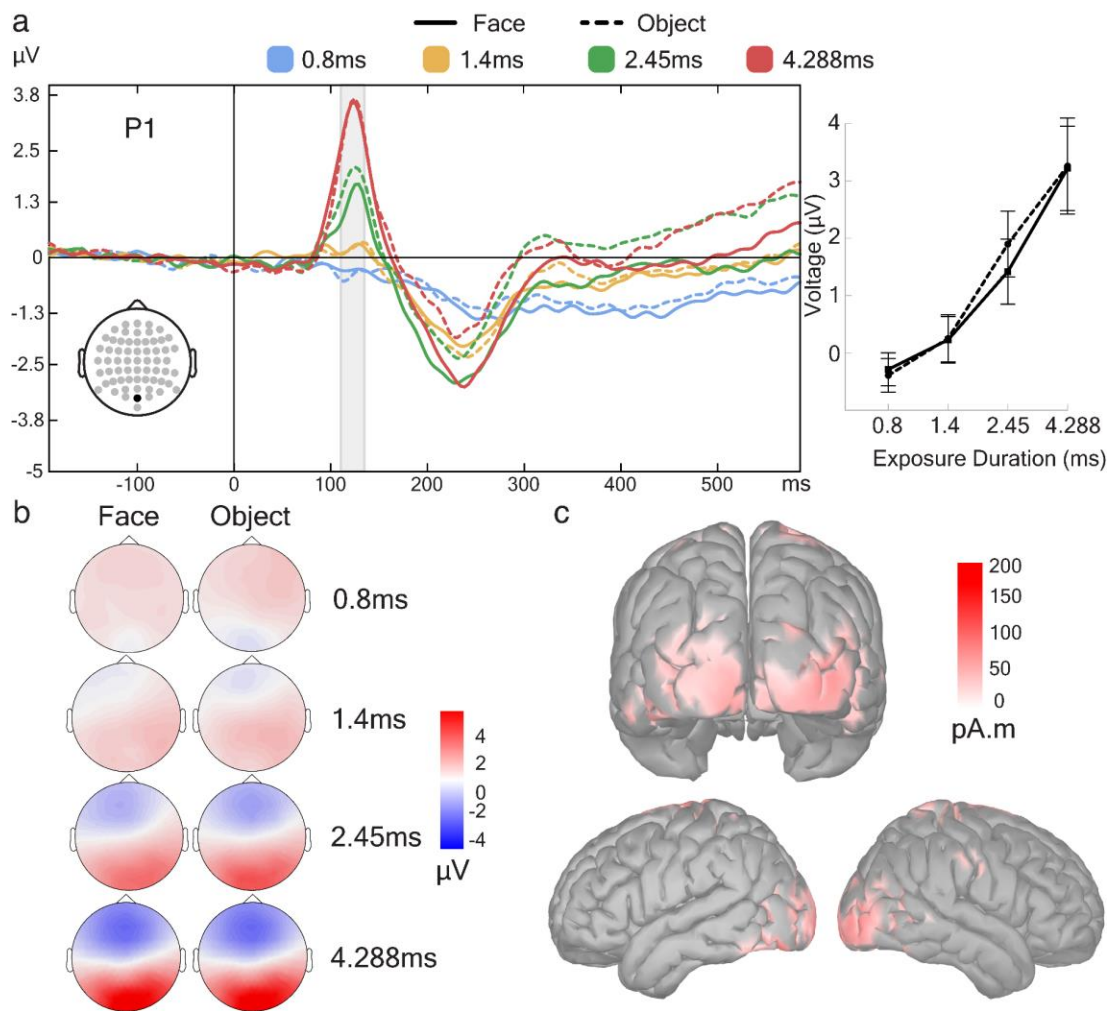 a
µV
Face Object
0.8ms 1.4ms 2.45ms 4.288ms
P1
3.8
2.5
1.3
0
-1.3
-2.5
-3.8
-5
-100 0 100 200 300 400 500 ms
Voltage (µV)
4
3
2
1
0
0.8 1.4 2.45 4.288
Exposure Duration (ms)
b
Face Object
0.8ms
1.4ms
2.45ms
4.288ms
4
2
0
-2
-4
µV
c
200
150
100
50
0
pA.m